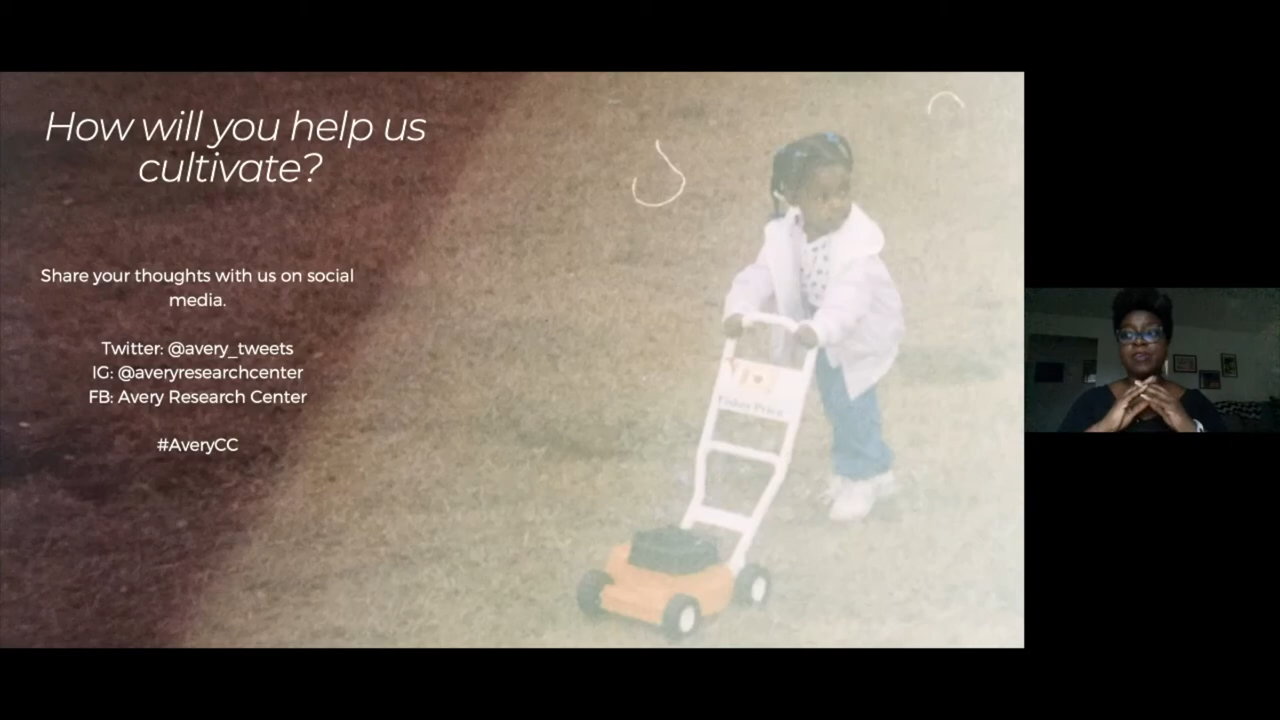 How will you help us
cultivate?
Share your thoughts with us on social
media.
Twitter: @avery_tweets
IG: @averyresearchcenter
FB: Avery Research Center
#AveryCC
Fisher Price